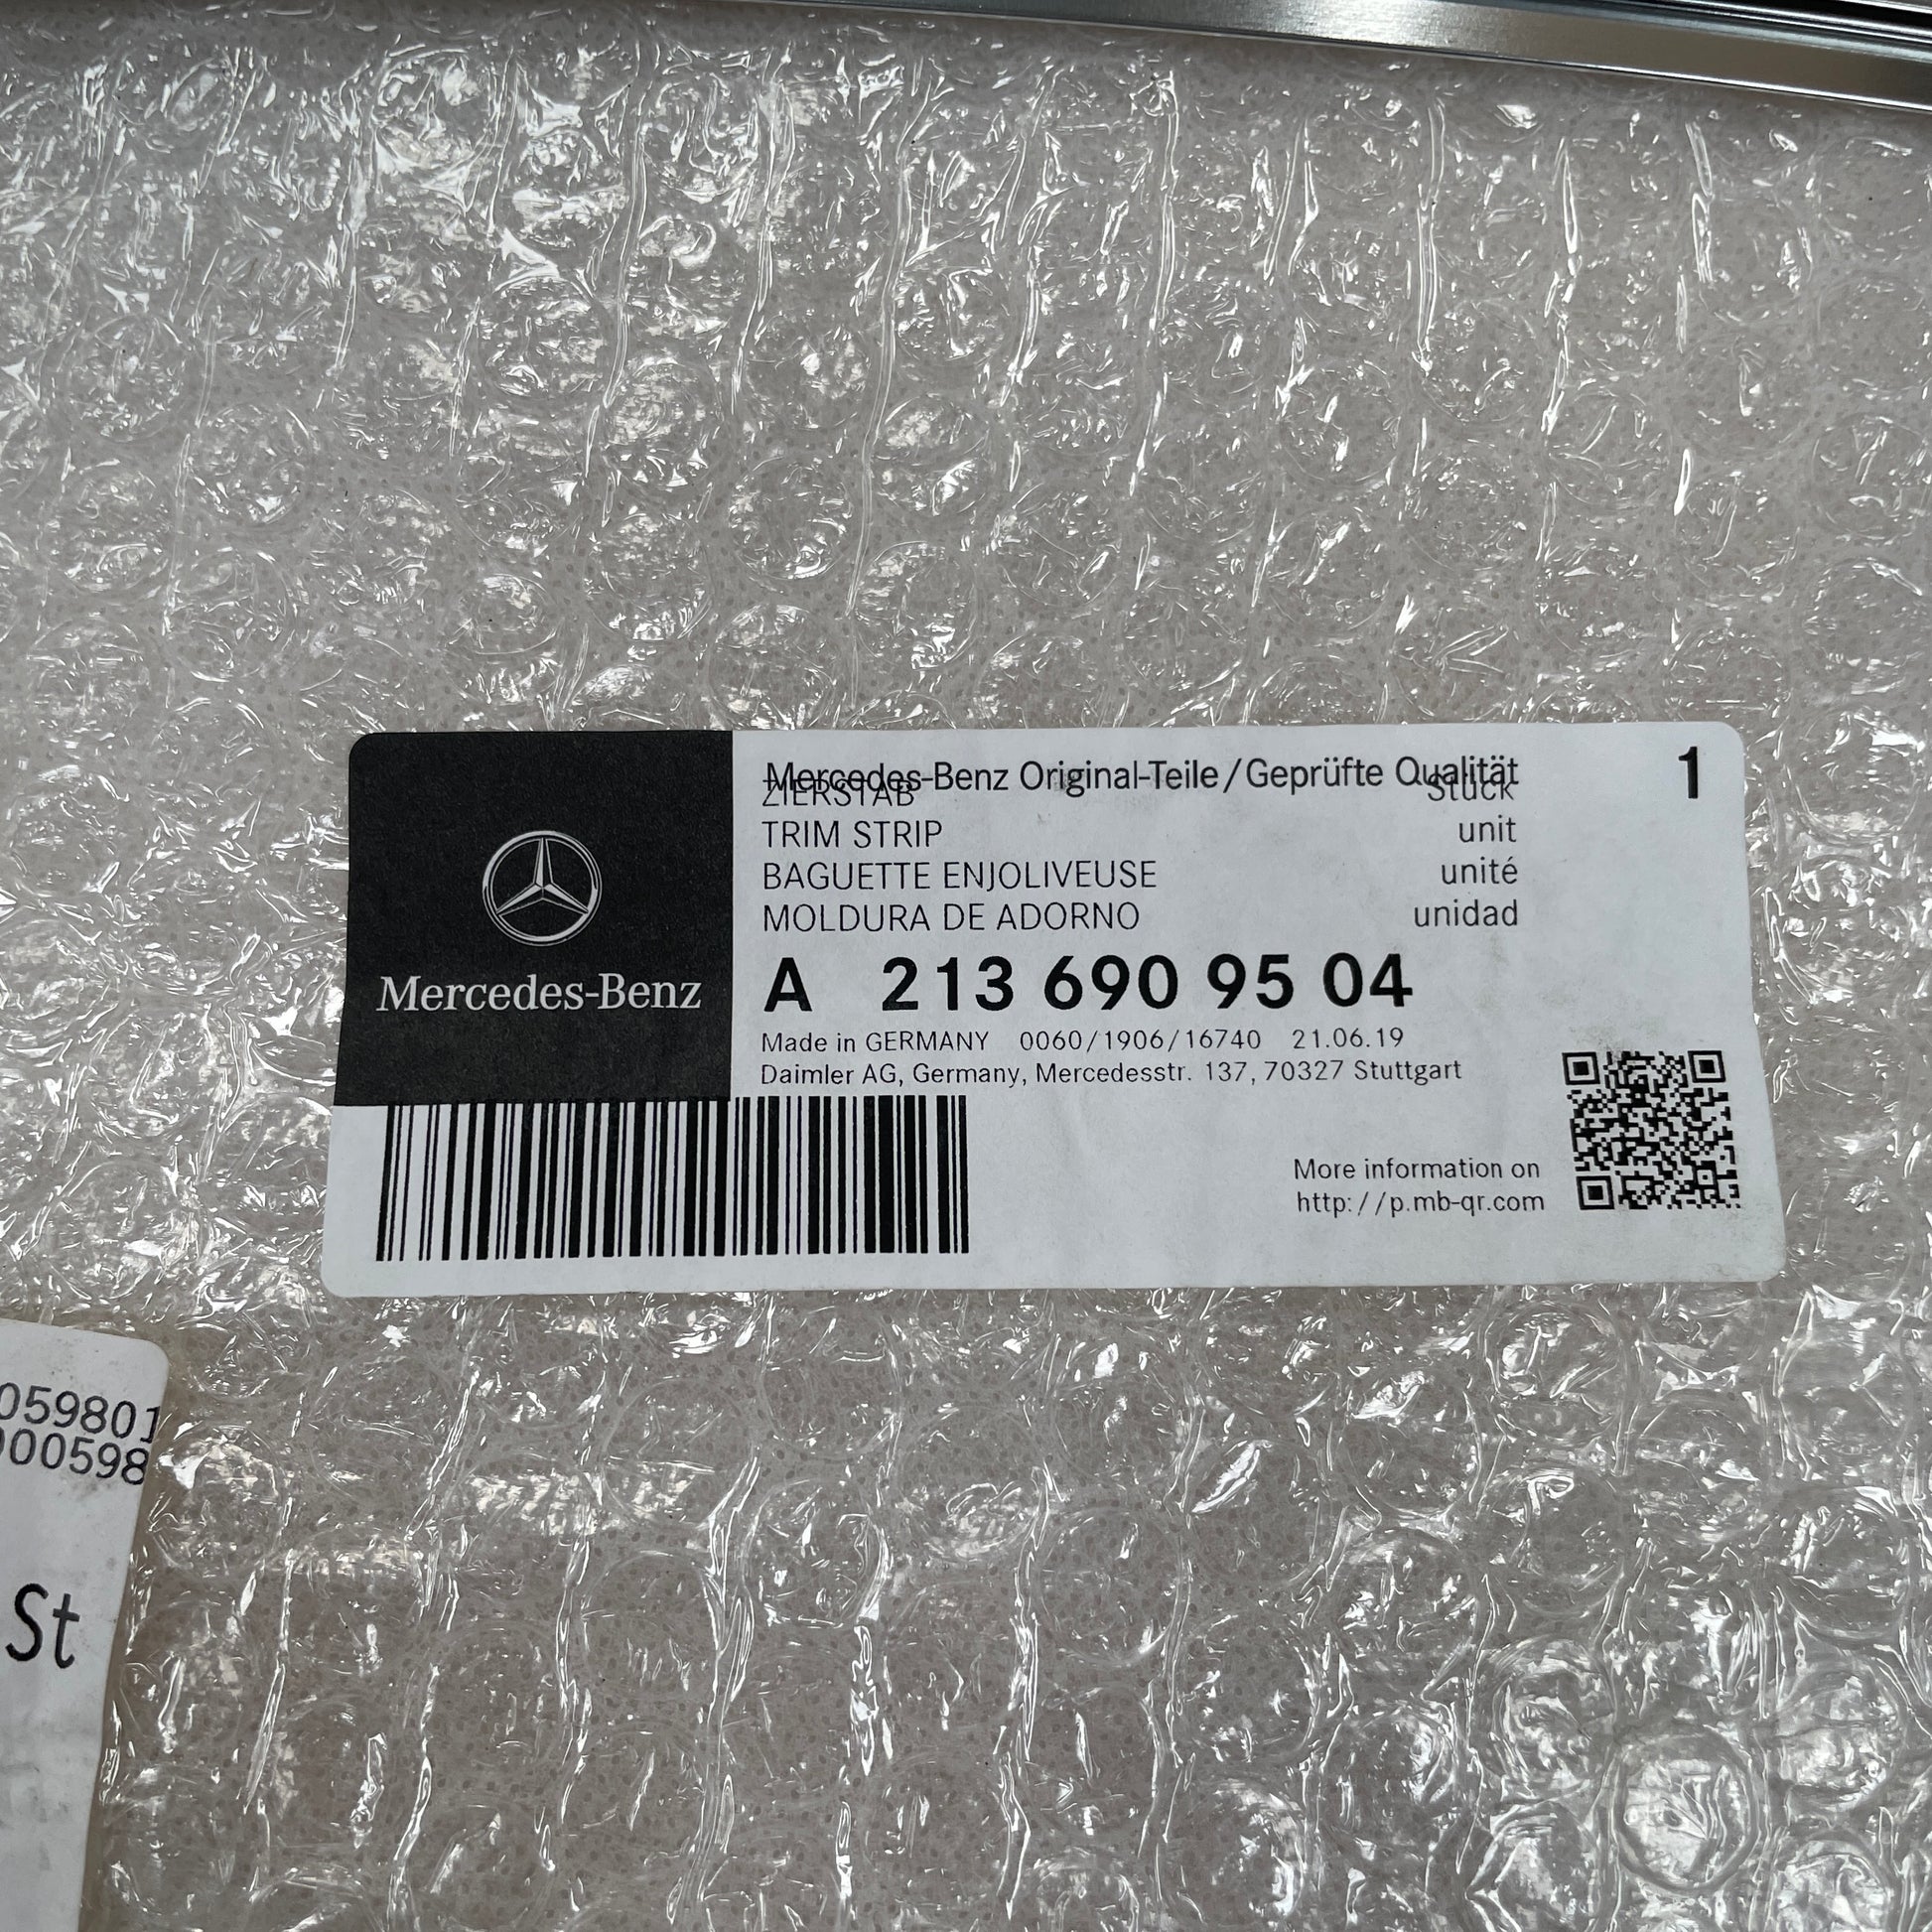 Mercedes-Benz Original-Teile/Geprüfte Qualität 1
ZIERSTAB Stück
TRIM STRIP unit
BAGUETTE ENJOLIVEUSE unité
MOLDURA DE ADORNO unidad
A 213 690 95 04
Mercedes-Benz
Made in GERMANY 0060/1906/16740 21.06.19
Daimler AG, Germany, Mercedesstr. 137, 70327 Stuttgart
More information on
http://p.mb-qr.com
059801
00598
St